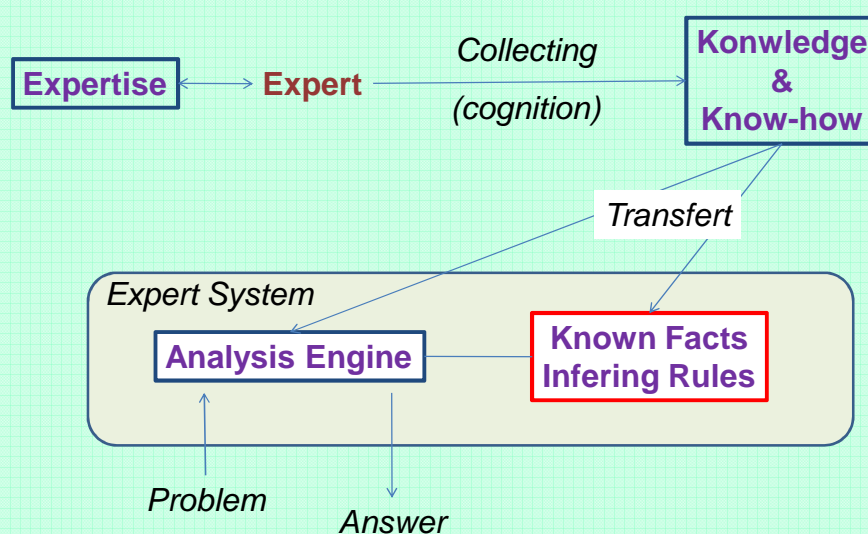 Collecting
Konwledge
Expertise
Expert
&
(cognition)
Know-how
Transfert
Expert System
Analysis Engine
Known Facts
Infering Rules
Problem
Answer